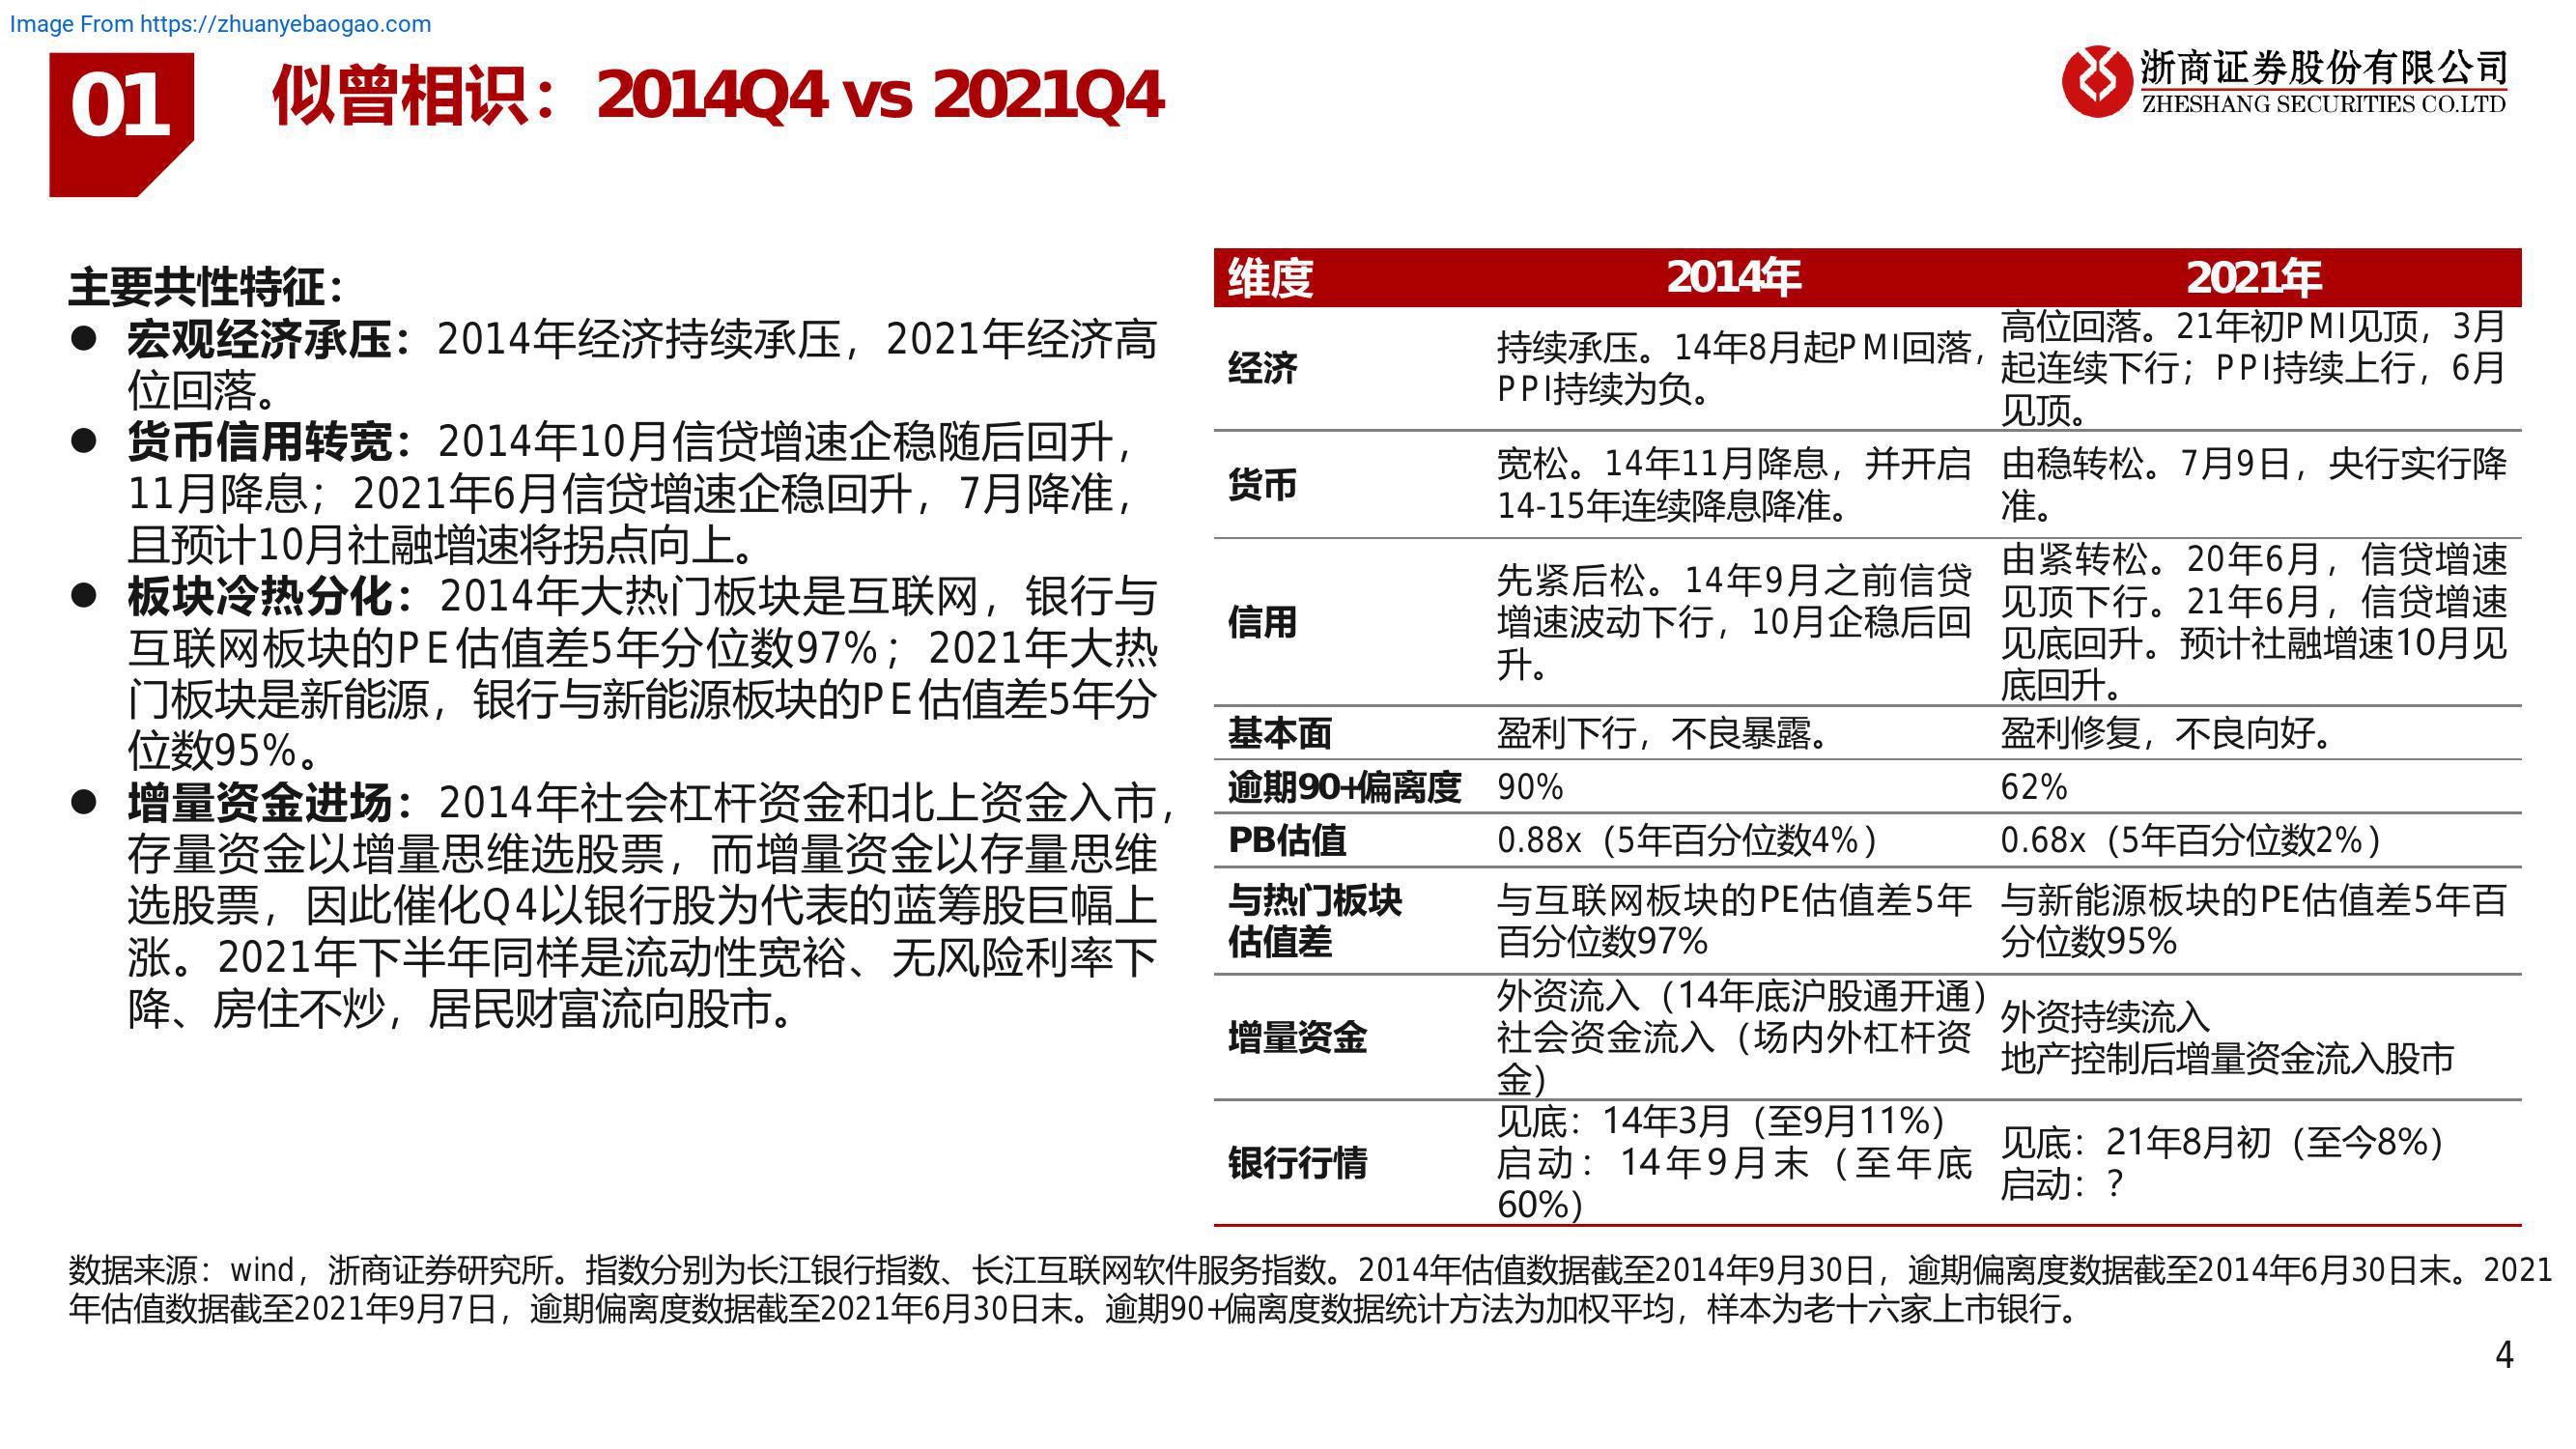 Image From https://zhuanyebaogao.com
01
似曾相识：2014Q4 vs 2021Q4
浙商证券股份有限公司
ZHESHANG SECURITIES CO.LTD
主要共性特征：
● 宏观经济承压：2014年经济持续承压，2021年经济高
位回落。
● 货币信用转宽：2014年10月信贷增速企稳随后回升，
11月降息；2021年6月信贷增速企稳回升，7月降准，
且预计10月社融增速将拐点向上。
● 板块冷热分化：2014年大热门板块是互联网，银行与
互联网板块的PE估值差5年分位数97%；2021年大热
门板块是新能源，银行与新能源板块的PE估值差5年分
位数95%。
● 增量资金进场：2014年社会杠杆资金和北上资金入市，
存量资金以增量思维选股票，而增量资金以存量思维
选股票，因此催化Q4以银行股为代表的蓝筹股巨幅上
涨。2021年下半年同样是流动性宽裕、无风险利率下
降、房住不炒，居民财富流向股市。
维度 2014年 2021年
经济
持续承压。14年8月起PMI回落，
PPI持续为负。
高位回落。21年初PMI见顶，3月
起连续下行；PPI持续上行，6月
见顶。
货币
宽松。14年11月降息，并开启
14-15年连续降息降准。
由稳转松。7月9日，央行实行降
准。
信用
先紧后松。14年9月之前信贷
增速波动下行，10月企稳后回
升。
由紧转松。20年6月，信贷增速
见顶下行。21年6月，信贷增速
见底回升。预计社融增速10月见
底回升。
基本面 盈利下行，不良暴露。 盈利修复，不良向好。
逾期90+偏离度 90% 62%
PB估值 0.88x（5年百分位数4%） 0.68x（5年百分位数2%）
与热门板块
估值差
与互联网板块的PE估值差5年
百分位数97%
与新能源板块的PE估值差5年百
分位数95%
增量资金
外资流入（14年底沪股通开通）
社会资金流入（场内外杠杆资
金）
外资持续流入
地产控制后增量资金流入股市
银行行情
见底：14年3月（至9月11%）
启动：14年9月末（至年底
60%）
见底：21年8月初（至今8%）
启动：？
数据来源：wind，浙商证券研究所。指数分别为长江银行指数、长江互联网软件服务指数。2014年估值数据截至2014年9月30日，逾期偏离度数据截至2014年6月30日末。2021
年估值数据截至2021年9月7日，逾期偏离度数据截至2021年6月30日末。逾期90+偏离度数据统计方法为加权平均，样本为老十六家上市银行。
4